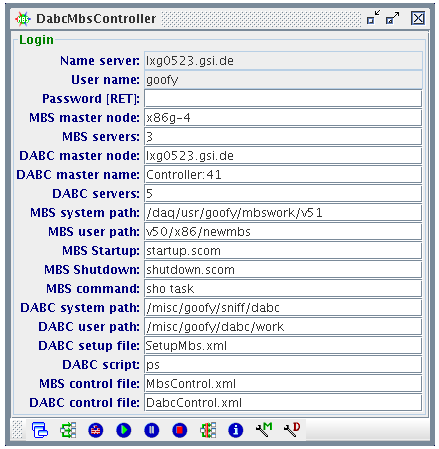 DabcMbsController
Login
Name server: lxg0523.gsi.de
User name: goofy
Password [RET]:
MBS master node: x86g-4
MBS servers: 3
DABC master node: lxg0523.gsi.de
DABC master name: Controller:41
DABC servers: 5
MBS system path: /daq/usr/goofy/mbswork/v51
MBS user path: v50/x86/newmbs
MBS Startup: startup.scom
MBS Shutdown: shutdown.scom
MBS command: sho task
DABC system path: /misc/goofy/sniff/dabc
DABC user path: /misc/goofy/dabc/work
DABC setup file: SetupMbs.xml
DABC script: ps
MBS control file: MbsControl.xml
DABC control file: DabcControl.xml
M D